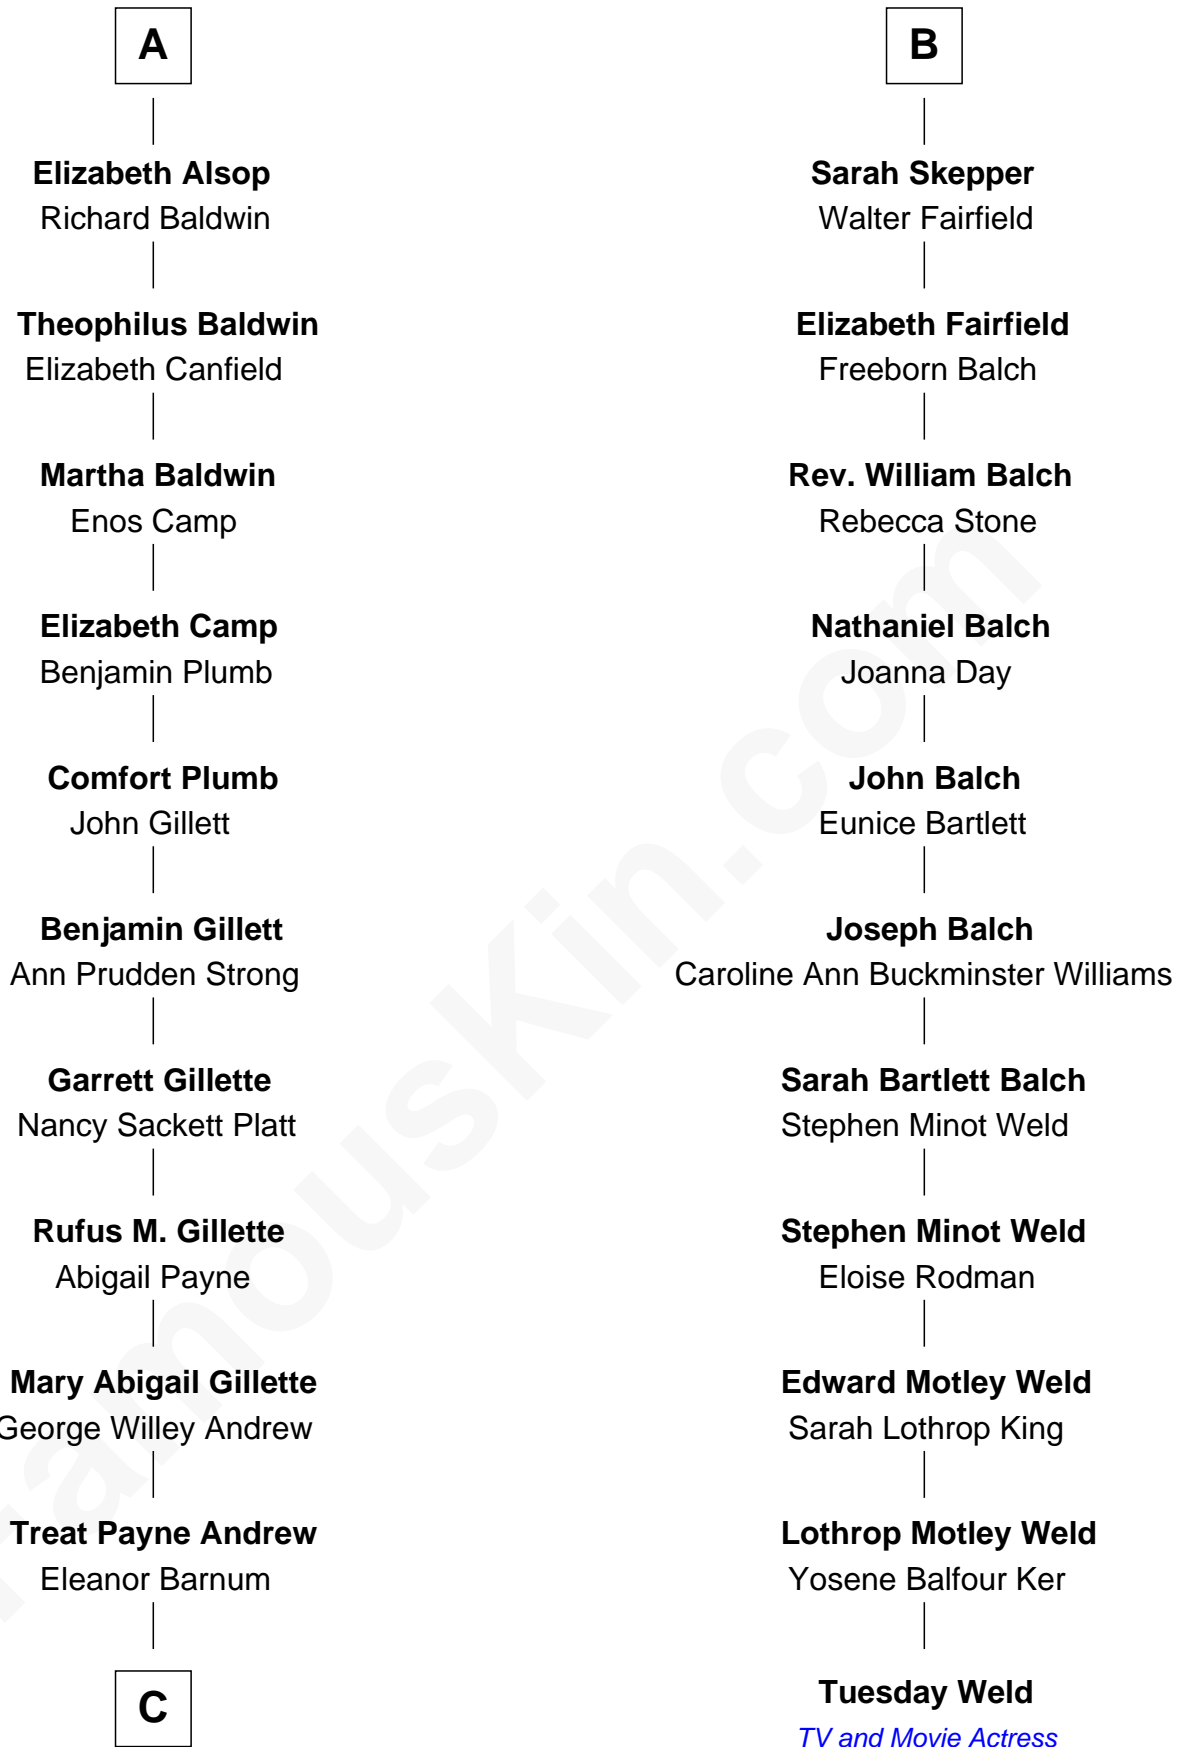 A
Elizabeth Alsop
Richard Baldwin
Theophilus Baldwin
Elizabeth Canfield
Martha Baldwin
Enos Camp
Elizabeth Camp
Benjamin Plumb
Comfort Plumb
John Gillett
Benjamin Gillett
Ann Prudden Strong
Garrett Gillette
Nancy Sackett Platt
Rufus M. Gillette
Abigail Payne
Mary Abigail Gillette
George Willey Andrew
Treat Payne Andrew
Eleanor Barnum
C
B
Sarah Skepper
Walter Fairfield
Elizabeth Fairfield
Freeborn Balch
Rev. William Balch
Rebecca Stone
Nathaniel Balch
Joanna Day
John Balch
Eunice Bartlett
Joseph Balch
Caroline Ann Buckminster Williams
Sarah Bartlett Balch
Stephen Minot Weld
Stephen Minot Weld
Eloise Rodman
Edward Motley Weld
Sarah Lothrop King
Lothrop Motley Weld
Yosene Balfour Ker
Tuesday Weld
TV and Movie Actress
FamousKin.com